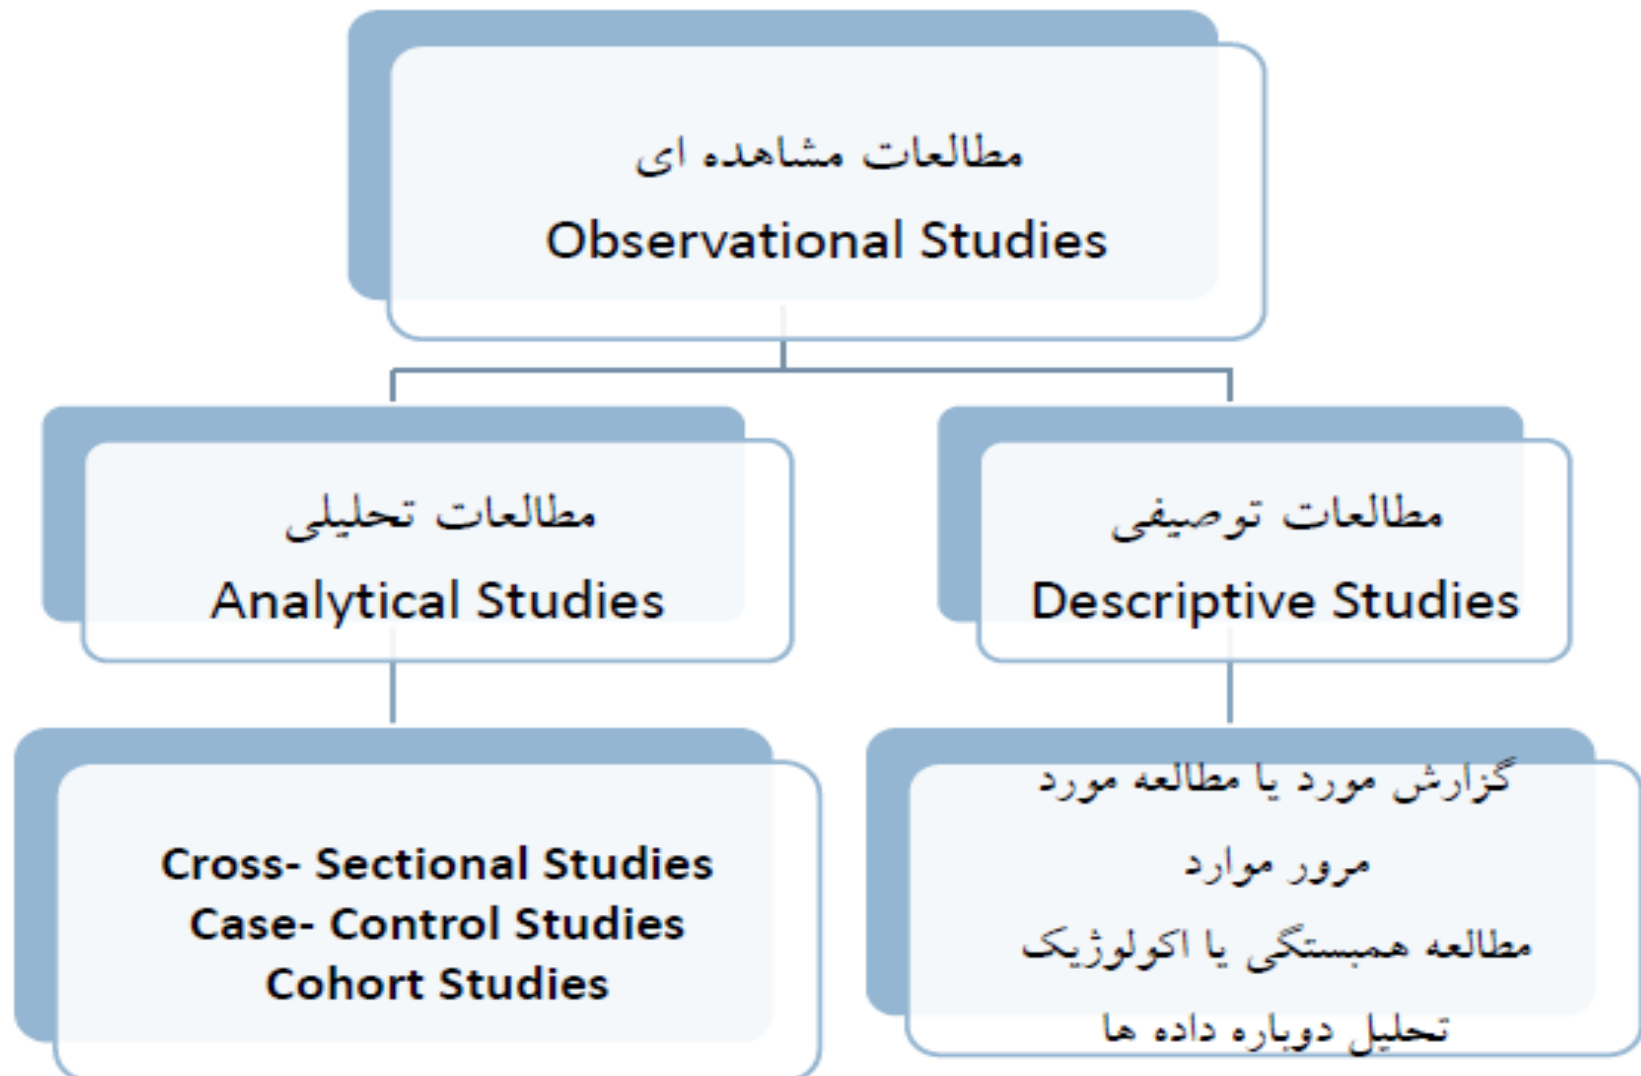 مطالعات مشاهده ای
Observational Studies
مطالعات توصیفی
Descriptive Studies
گزارش مورد یا مطالعه مورد
مرور موارد
مطالعه همبستگی یا اکولوژیک
تحلیل دوباره داده ها
مطالعات تحلیلی
Analytical Studies
Cross- Sectional Studies
Case- Control Studies
Cohort Studies